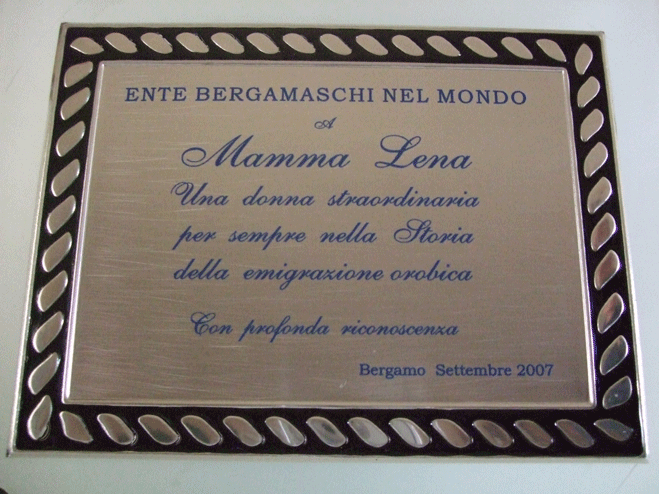 ENTE BERGAMASCHI NEL MONDO
A
Mamma Lena
Una donna straordinaria
per sempre nella Storia
della emigrazione orobica
Con profonda riconoscenza
Bergamo Settembre 2007